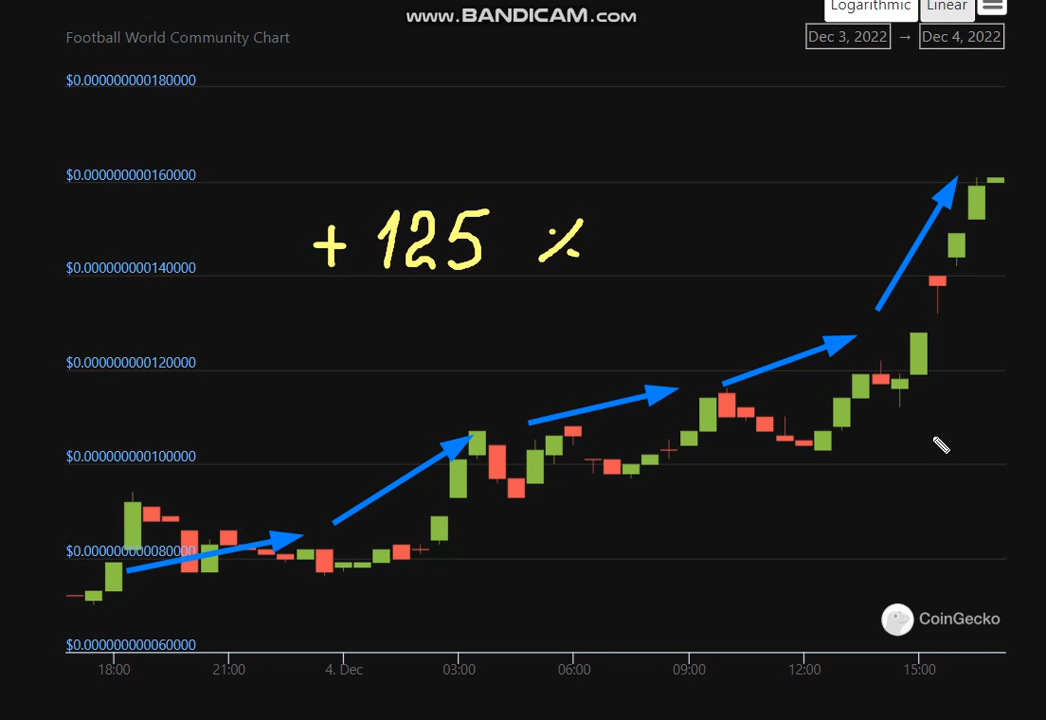 www.BANDICAM.com
Logarithmic Linear
Football World Community Chart
Dec 3, 2022 → Dec 4, 2022
$0.000000000180000
$0.000000000160000
+ 125 %
$0.000000000140000
$0.000000000120000
$0.000000000100000
$0.000000000080000
CoinGecko
$0.000000000060000
18:00 21:00 4. Dec 03:00 06:00 09:00 12:00 15:00